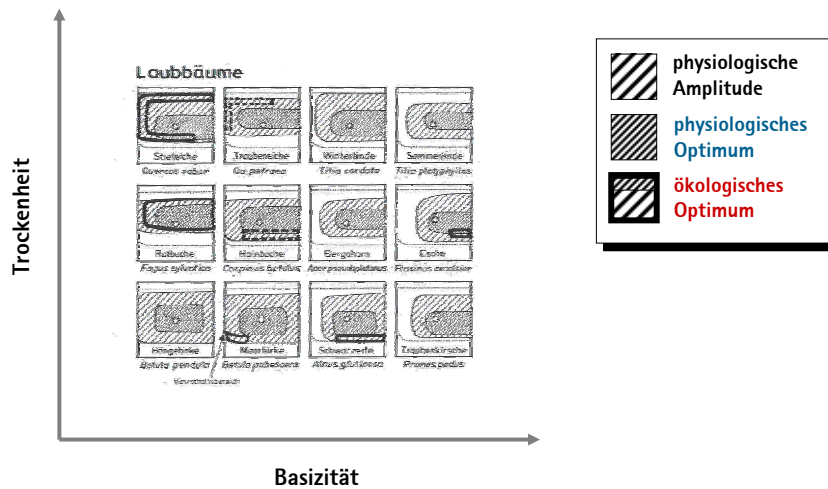 Laubbäume
Stieleiche
Quercus robur
Traubeneiche
Qu. petraea
Winterlinde
Tilia cordata
Sommerlinde
Tilia platyphyllos
Rotbuche
Fagus sylvatica
Hainbuche
Carpinus betulus
Bergahorn
Acer pseudoplatanus
Esche
Fraxinus excelsior
Hängebirke
Betula pendula
Moorbirke
Betula pubescens
Schwarzerle
Alnus glutinosa
Traubenkirsche
Prunus padus
Trockenheit
Basizität
physiologische
Amplitude
physiologisches
Optimum
ökologisches
Optimum